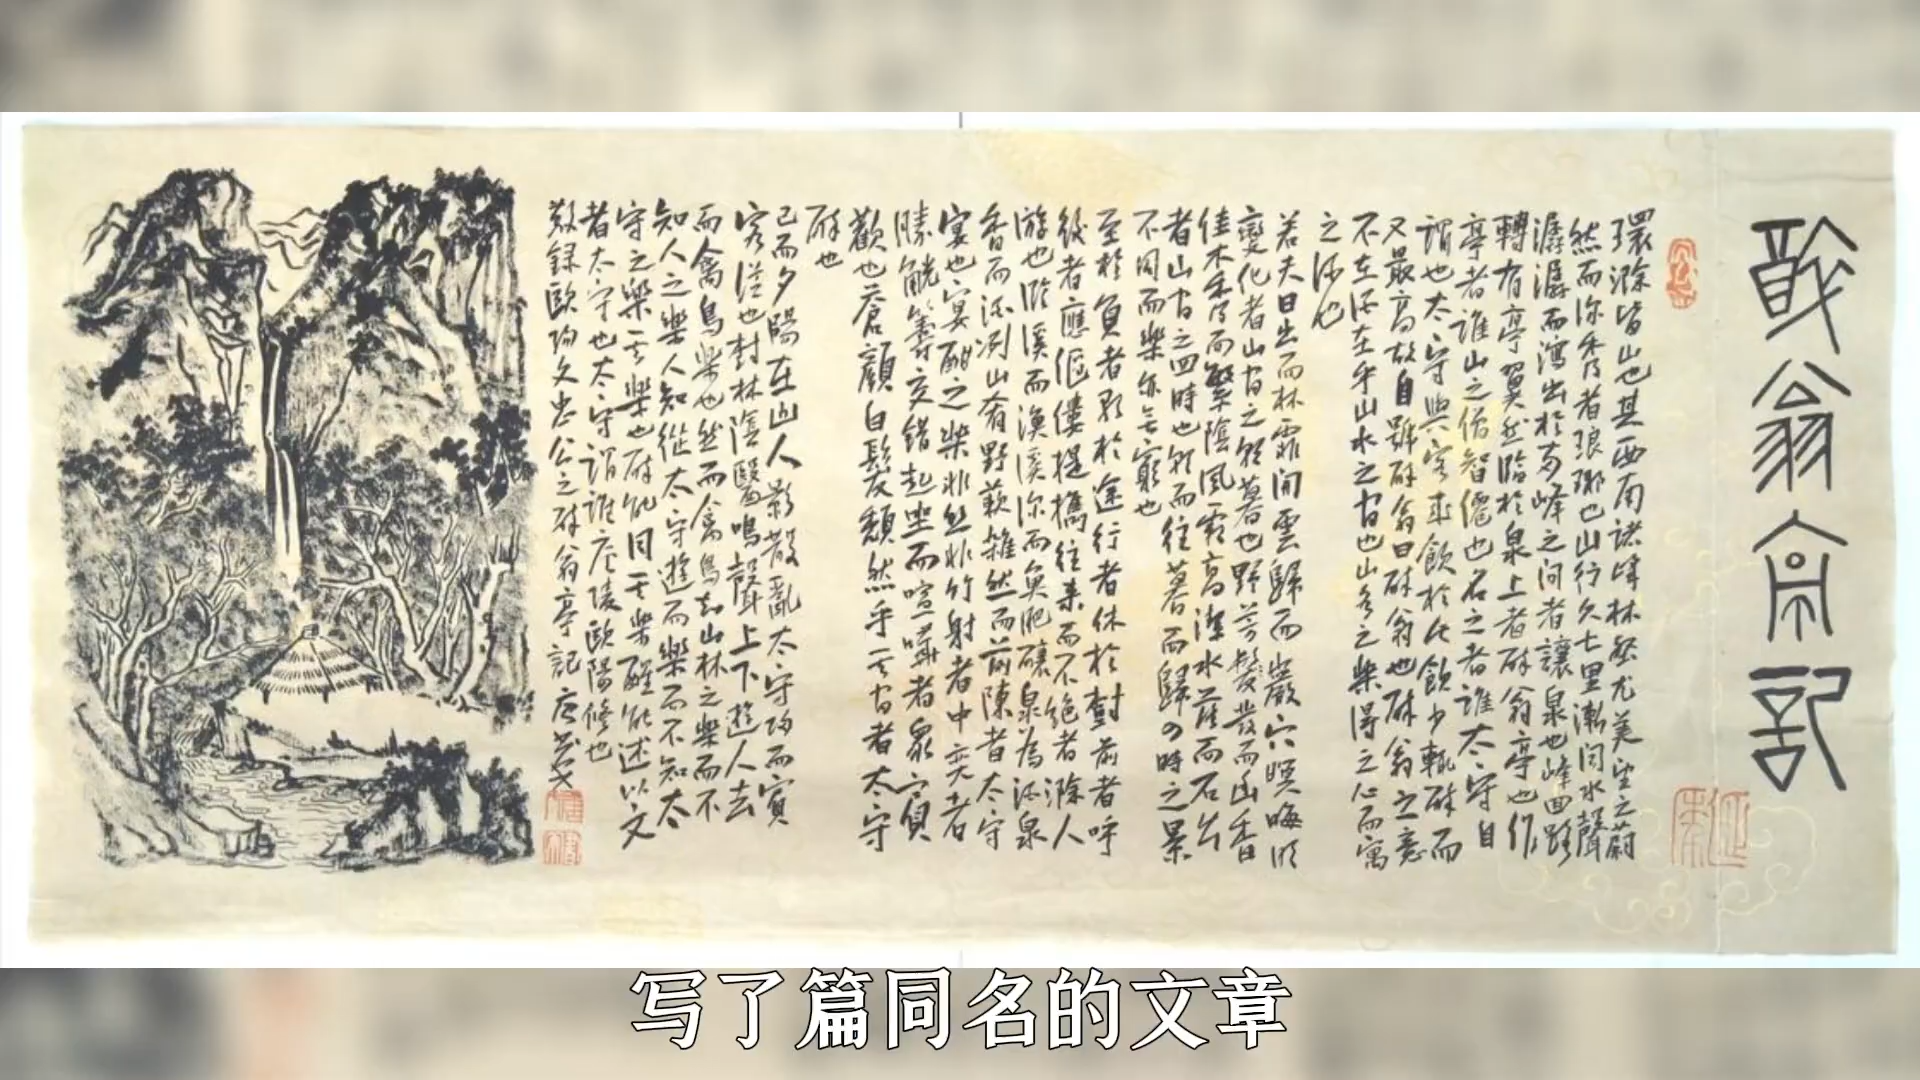 醉翁亭記
環滁皆山也其西南諸峰林壑尤美望之蔚
然而深秀者琅琊也山行六七里漸聞水聲
潺潺而瀉出於兩峰之間者讓泉也峰回路
轉有亭翼然臨於泉上者醉翁亭也作
亭者誰山之僧智僊也名之者誰太守自
謂也太守與客來飲於此飲少輒醉而
又最高故自號醉翁曰醉翁也醉翁之意
不在酒在乎山水之間也山水之樂得之心而寓
之酒也
若夫日出而林霏開雲歸而巖穴暝晦明
變化者山間之朝暮也野芳發而幽香
佳木秀而繁陰風霜高潔水落而石出
者山間之四時也朝而往暮而歸四時之景
不同而樂亦無窮也
至於負者歌於途行者休於樹前者呼
後者應傴僂提攜往來而不絕者滁人
游也臨溪而漁溪深而魚肥釀泉為酒泉
香而酒洌山肴野蔌雜然而前陳者太守
宴也宴酣之樂非絲非竹射者中弈者
勝觥籌交錯起坐而喧嘩者眾賓
歡也蒼顏白髮頹然乎其間者太守
醉也
已而夕陽在山人影散亂太守歸而賓
客從也樹林陰翳鳴聲上下遊人去
而禽鳥樂也然而禽鳥知山林之樂而不
知人之樂人知從太守遊而樂而不知太
守之樂其樂也醉能同其樂醒能述以文
者太守也太守謂誰廬陵歐陽修也
敬錄歐陽文忠公之醉翁亭記
写了篇同名的文章